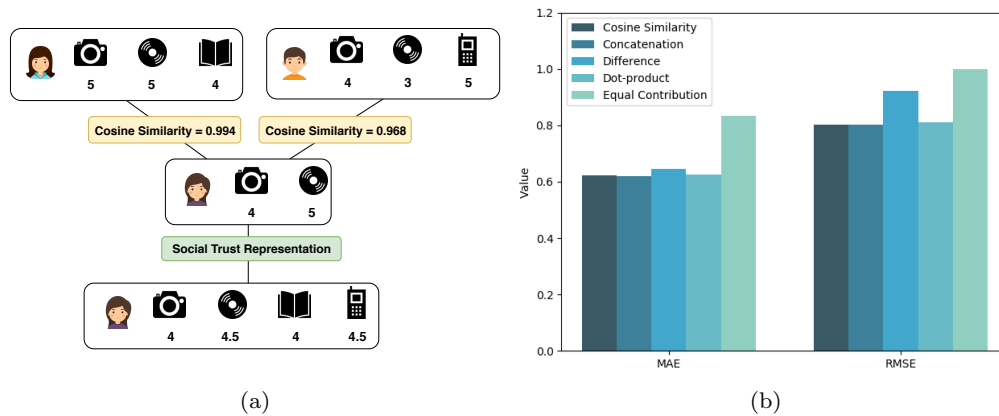 5 5 4
4 3 5
Cosine Similarity = 0.994
Cosine Similarity = 0.968
4 5
Social Trust Representation
4 4.5 4 4.5
(a)
1.2
1.0
0.8
0.6
0.4
0.2
0.0
Value
Cosine Similarity
Concatenation
Difference
Dot-product
Equal Contribution
MAE RMSE
(b)